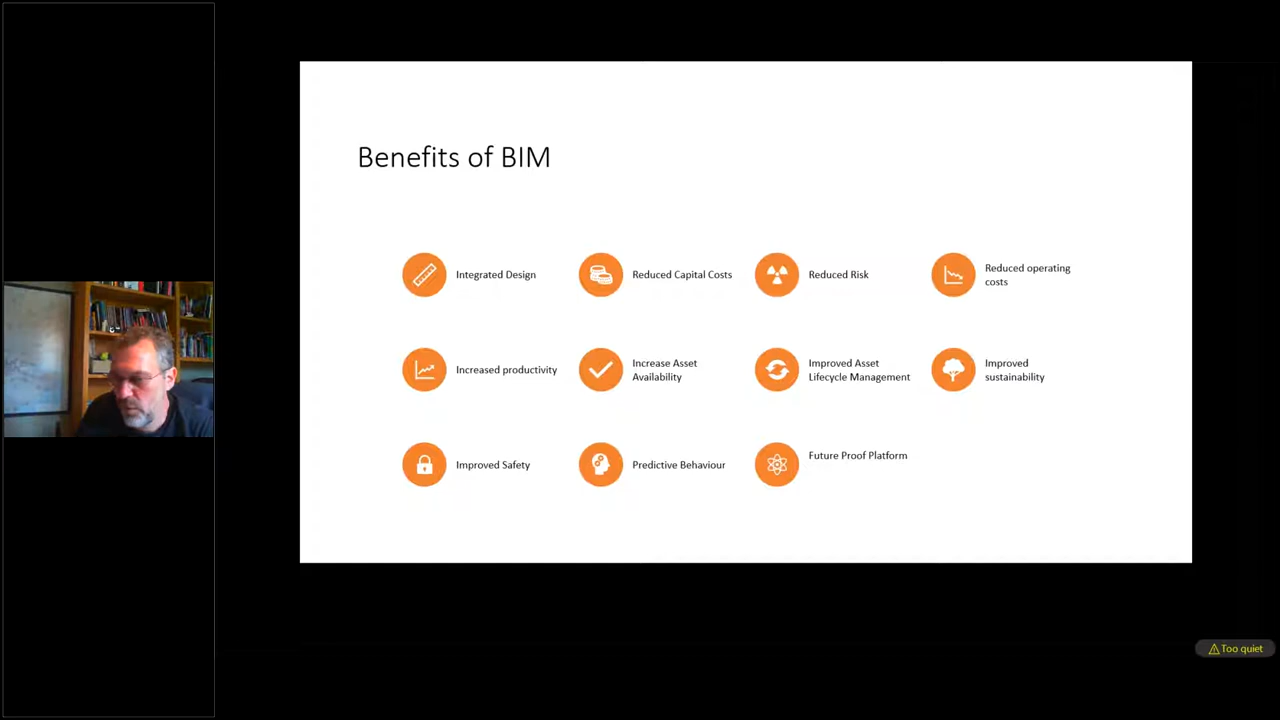 Benefits of BIM
Integrated Design
Reduced Capital Costs
Reduced Risk
Reduced operating
costs
Increased productivity
Increase Asset
Availability
Improved Asset
Lifecycle Management
Improved
sustainability
Improved Safety
Predictive Behaviour
Future Proof Platform
Too quiet